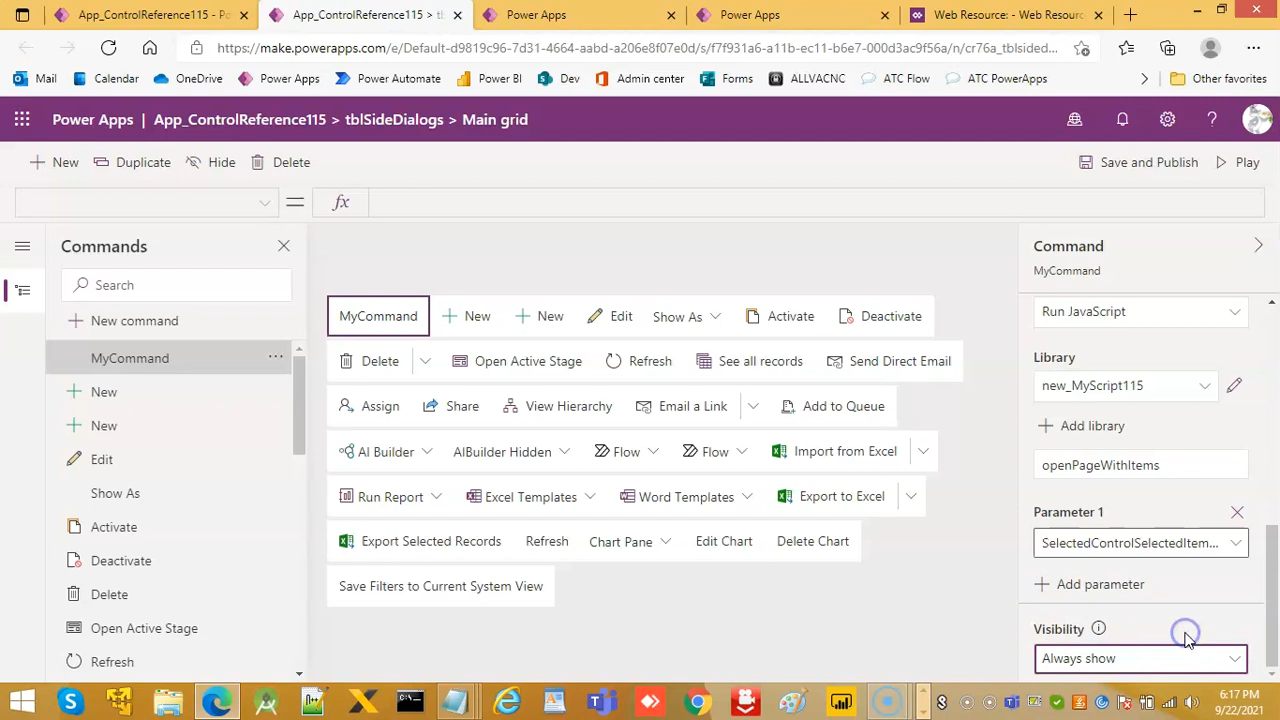 App_ControlReference115 - Po
App_ControlReference115 > tbl
Power Apps
Power Apps
Web Resource: - Web Resourc
https://make.powerapps.com/e/Default-d9819c96-7d31-4664-aabd-a206e8f07e0d/s/f7f931a6-a11b-ec11-b6e7-000d3ac9f56a/n/cr76a_tblsided...
Mail
Calendar
OneDrive
Power Apps
Power Automate
Power BI
Dev
Admin center
Forms
ALLVACNC
ATC Flow
ATC PowerApps
Other favorites
Power Apps | App_ControlReference115 > tblSideDialogs > Main grid
New
Duplicate
Hide
Delete
Save and Publish
Play
= fx
Commands
Search
New command
MyCommand
New
New
Edit
Show As
Activate
Deactivate
Delete
Open Active Stage
Refresh
MyCommand New New Edit Show As Activate Deactivate
Delete Open Active Stage Refresh See all records Send Direct Email
Assign Share View Hierarchy Email a Link Add to Queue
AI Builder AIBuilder Hidden Flow Flow Import from Excel
Run Report Excel Templates Word Templates Export to Excel
Export Selected Records Refresh Chart Pane Edit Chart Delete Chart
Save Filters to Current System View
Command
MyCommand
Run JavaScript
Library
new_MyScript115
Add library
openPageWithItems
Parameter 1
SelectedControlSelectedItem...
Add parameter
Visibility
Always show
6:17 PM
9/22/2021